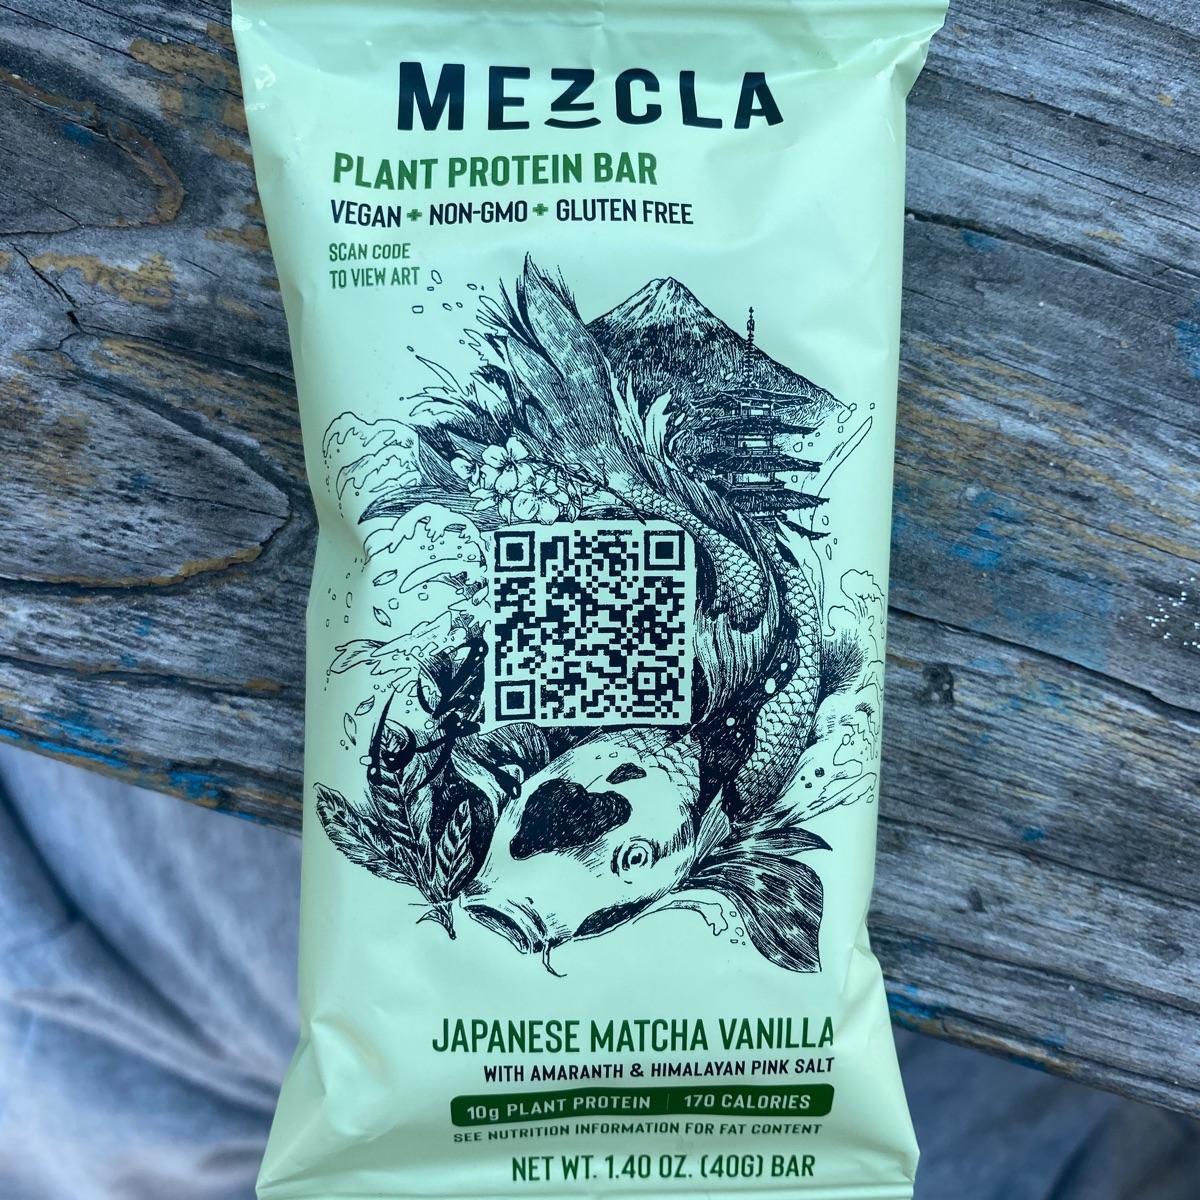 MEZCLA
PLANT PROTEIN BAR
VEGAN + NON-GMO + GLUTEN FREE
SCAN CODE
TO VIEW ART
JAPANESE MATCHA VANILLA
WITH AMARANTH & HIMALAYAN PINK SALT
10g PLANT PROTEIN | 170 CALORIES
SEE NUTRITION INFORMATION FOR FAT CONTENT
NET WT. 1.40 OZ. (40G) BAR